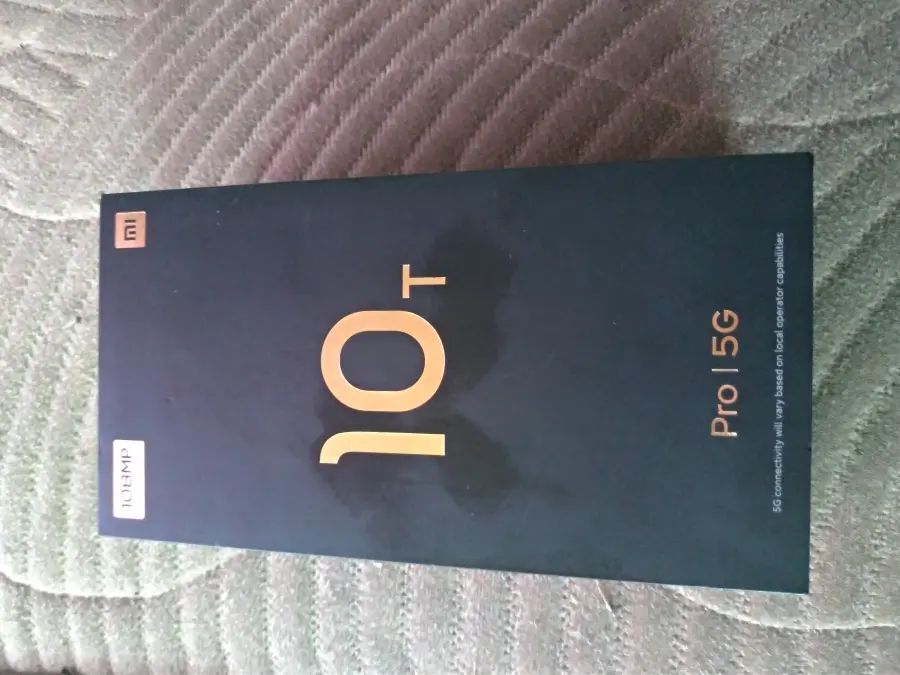 108MP
mi
10T
Pro | 5G
5G connectivity will vary based on local operator capabilities